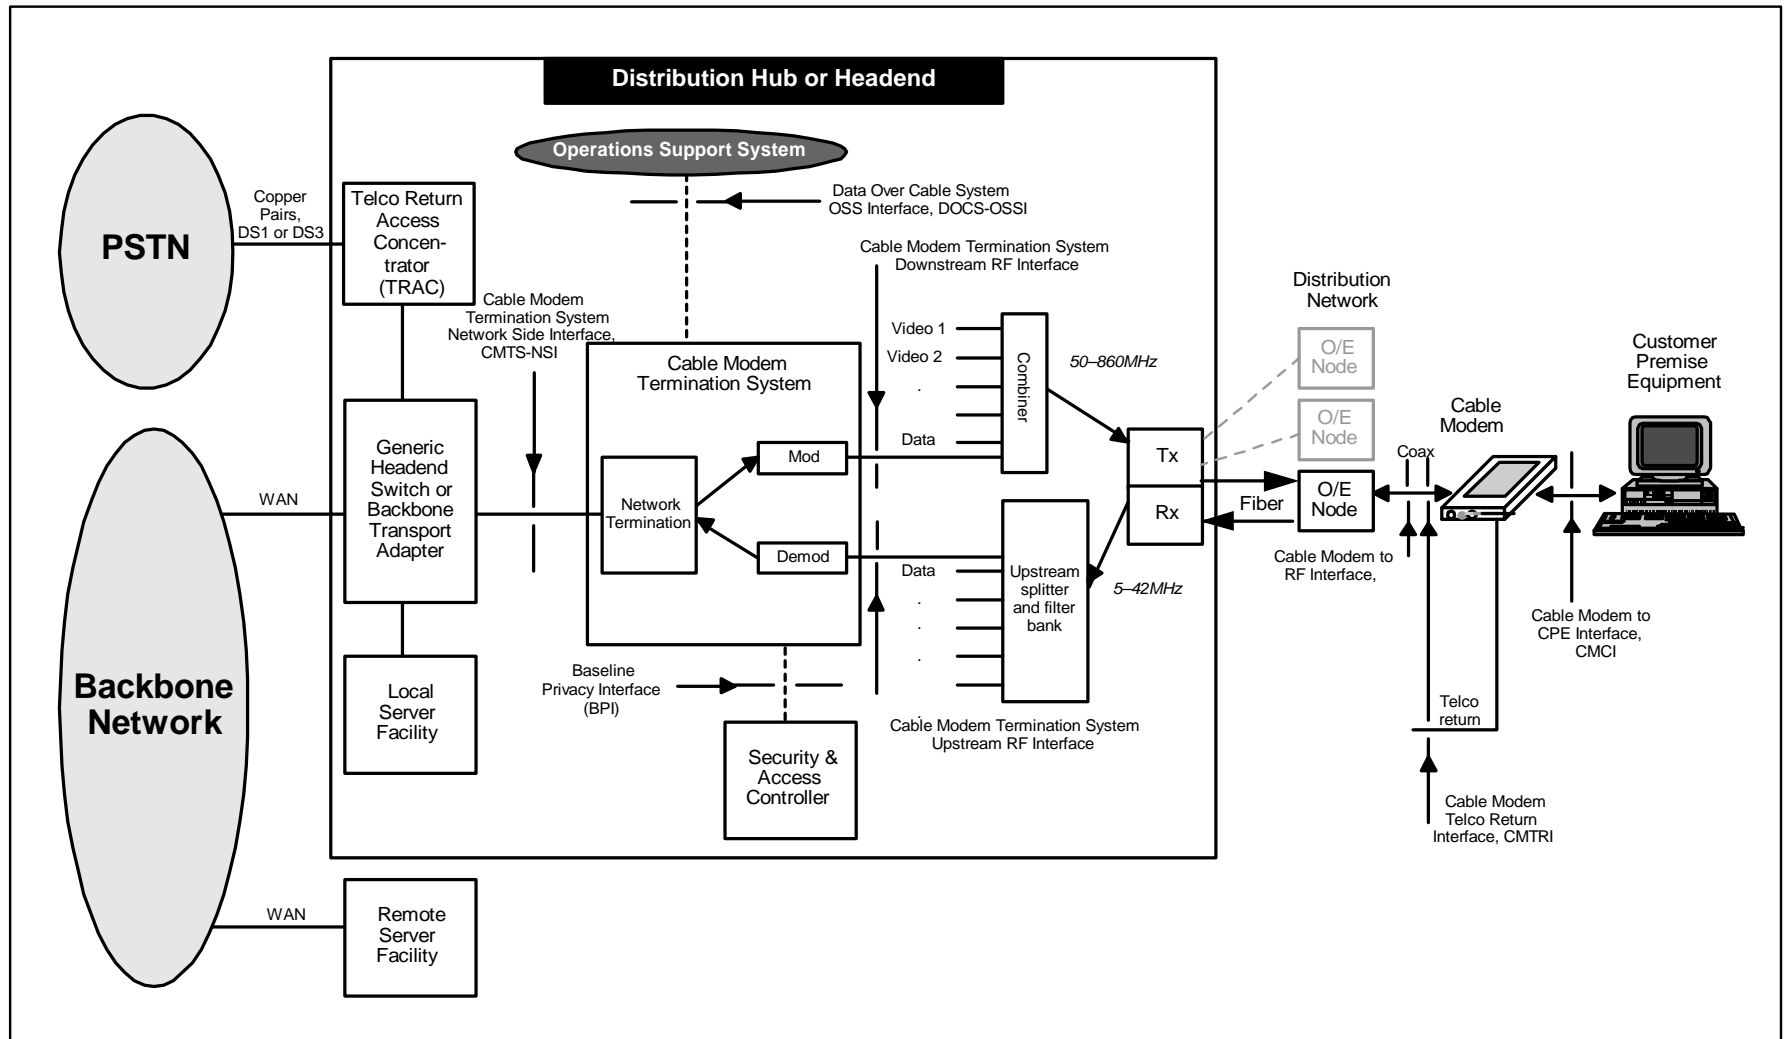 Distribution Hub or Headend
Operations Support System
PSTN
Copper
Pairs,
DS1 or DS3
Telco Return
Access
Concen-
trator
(TRAC)
Data Over Cable System
OSS Interface, DOCS-OSSI
Cable Modem Termination System
Downstream RF Interface
Cable Modem
Termination System
Network Side Interface,
CMTS-NSI
Cable Modem
Termination System
Video 1
Video 2
.
Data
Combiner
50–860MHz
Distribution
Network
O/E
Node
O/E
Node
O/E
Node
Customer
Premise
Equipment
Cable
Modem
Coax
Generic
Headend
Switch or
Backbone
Transport
Adapter
WAN
Network
Termination
Mod
Demod
Tx
Rx
Fiber
Data
.
.
.
.
Upstream
splitter
and filter
bank
5–42MHz
Cable Modem to
RF Interface,
Cable Modem to
CPE Interface,
CMCI
Backbone
Network
Local
Server
Facility
Baseline
Privacy Interface
(BPI)
Cable Modem Termination System
Upstream RF Interface
Security &
Access
Controller
Telco
return
Cable Modem
Telco Return
Interface, CMTRI
WAN
Remote
Server
Facility